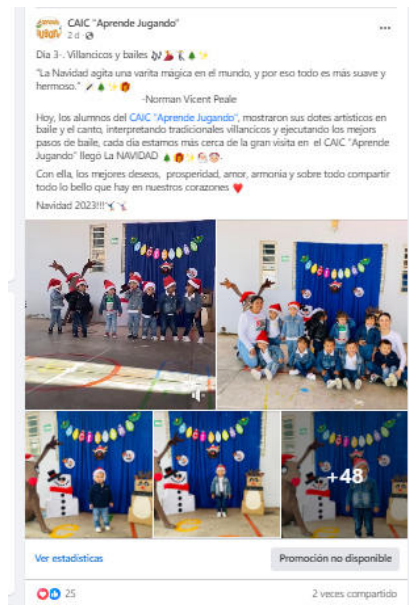 CAIC "Aprende Jugando"
2 d
Día 3-. Villancicos y bailes
"La Navidad agita una varita mágica en el mundo, y por eso todo es más suave y
hermoso."
-Norman Vicent Peale
Hoy, los alumnos del CAIC "Aprende Jugando", mostraron sus dotes artísticos en
baile y el canto, interpretando tradicionales villancicos y ejecutando los mejors
pasos de baile, cada día estamos más cerca de la gran visita en el CAIC "Aprende
Jugando" llegó La NAVIDAD
Con ella, los mejores deseos, prosperidad, amor, armonia y sobre todo compartir
todo lo bello que hay en nuestros corazones
Navidad 2023!!!
+48
Ver estadísticas
Promoción no disponible
25
2 veces compartido